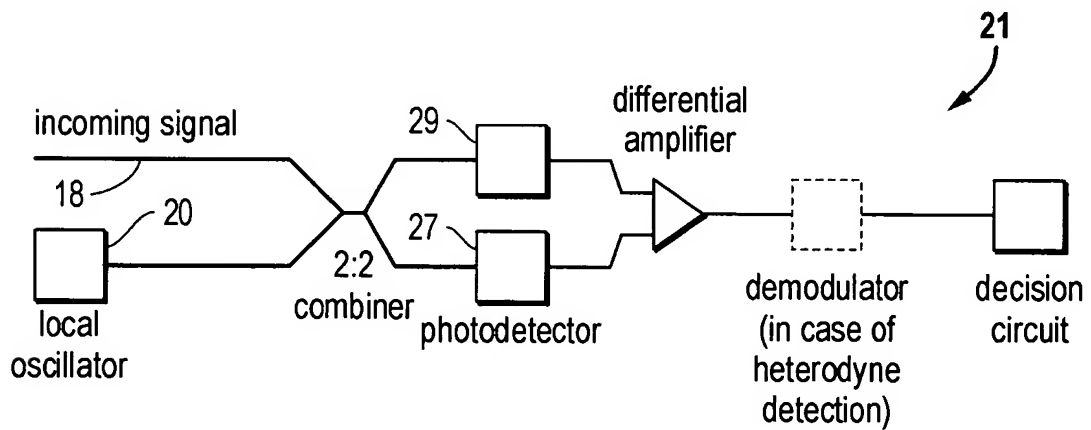 21
incoming signal
18
20
local
oscillator
2:2
combiner
29
27
photodetector
differential
amplifier
demodulator
(in case of
heterodyne
detection)
decision
circuit